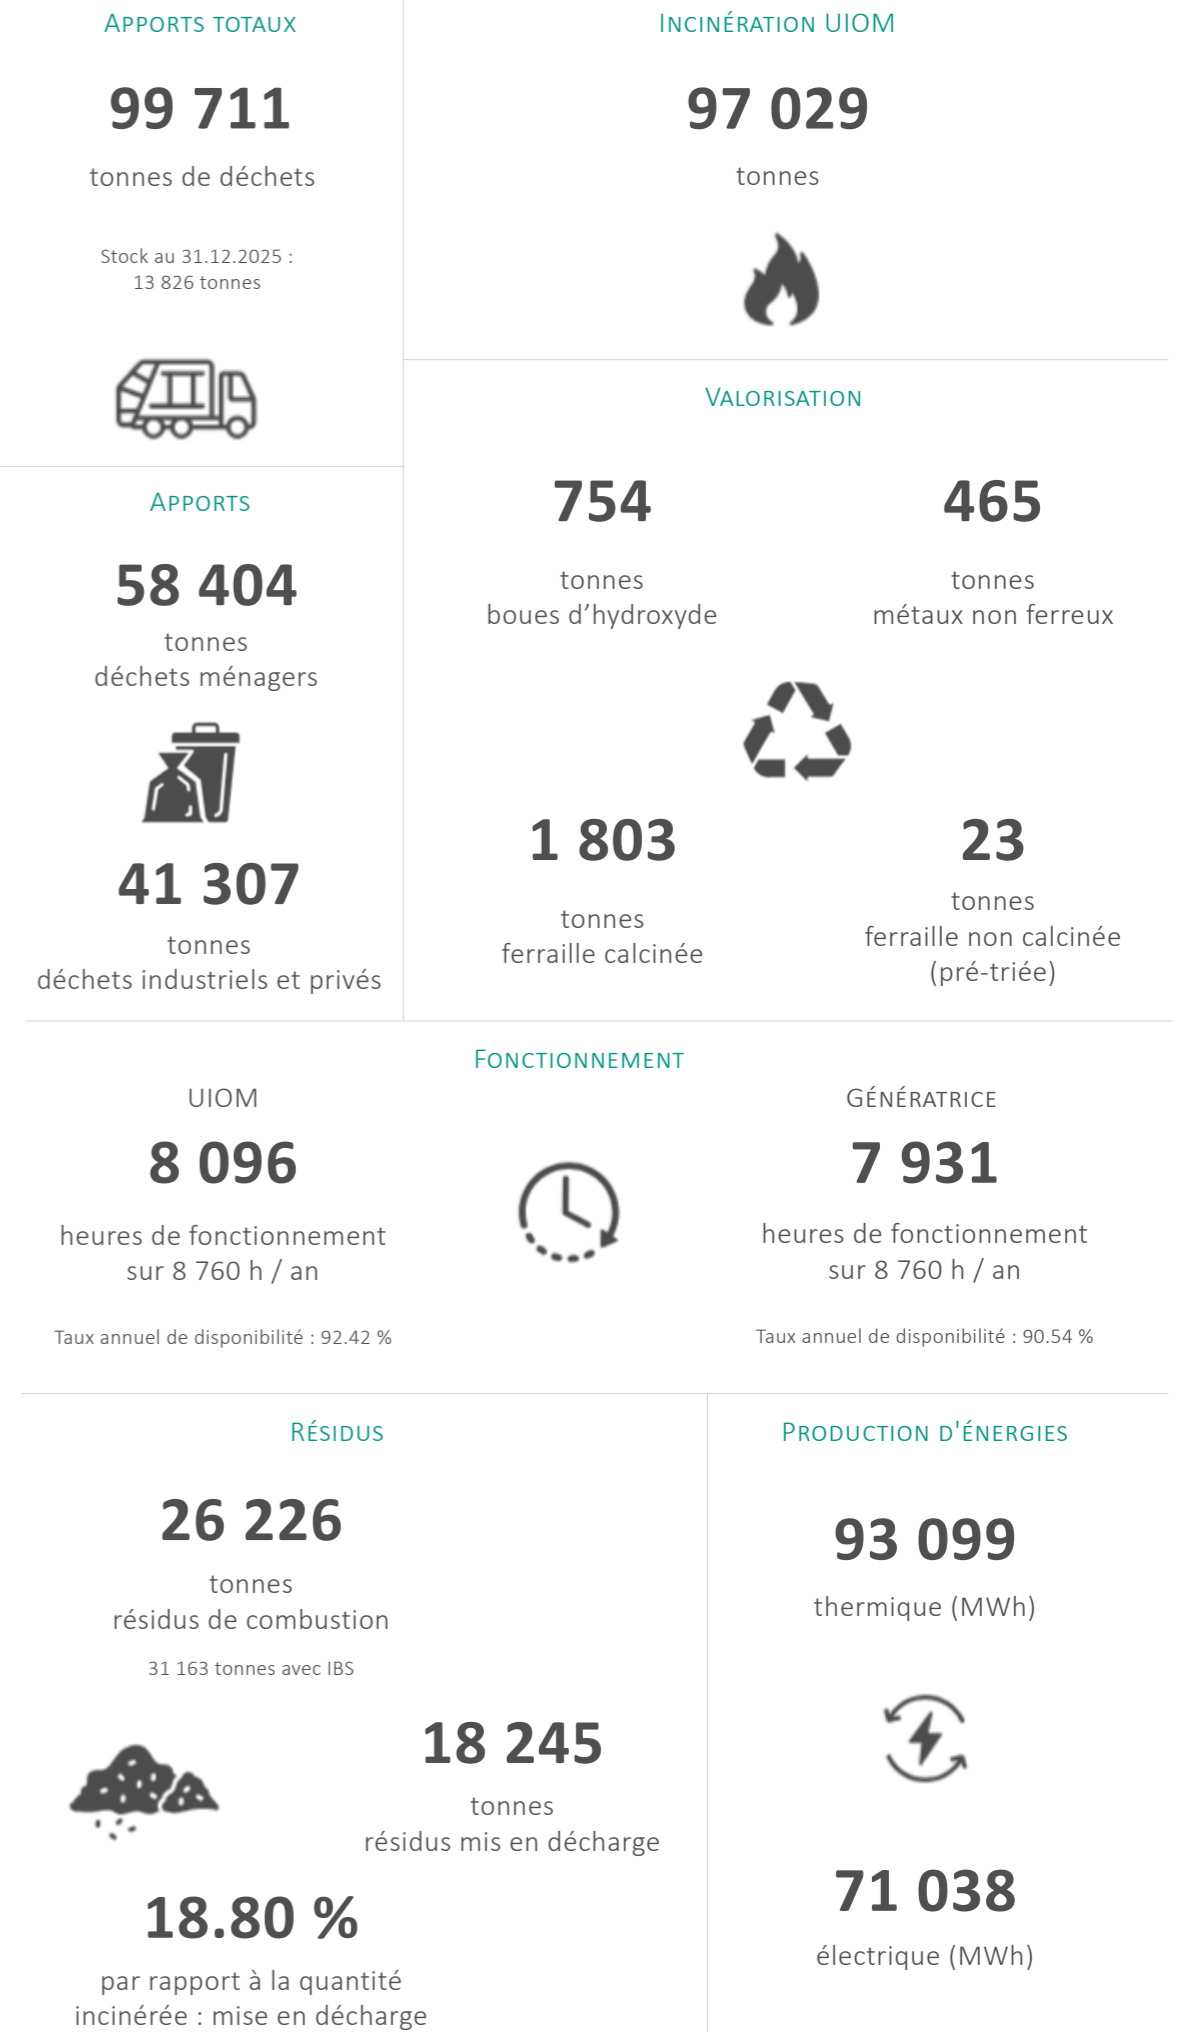 Apports totaux
99 711
tonnes de déchets
Stock au 31.12.2025 :
13 826 tonnes
Incinération UIOM
97 029
tonnes
Apports
58 404
tonnes
déchets ménagers
41 307
tonnes
déchets industriels et privés
Valorisation
754
tonnes
boues d’hydroxyde
465
tonnes
métaux non ferreux
1 803
tonnes
ferraille calcinée
23
tonnes
ferraille non calcinée
(pré-triée)
Fonctionnement
UIOM
8 096
heures de fonctionnement
sur 8 760 h / an
Taux annuel de disponibilité : 92.42 %
Génératrice
7 931
heures de fonctionnement
sur 8 760 h / an
Taux annuel de disponibilité : 90.54 %
Résidus
26 226
tonnes
résidus de combustion
31 163 tonnes avec IBS
18 245
tonnes
résidus mis en décharge
18.80 %
par rapport à la quantité
incinérée : mise en décharge
Production d'énergies
93 099
thermique (MWh)
71 038
électrique (MWh)